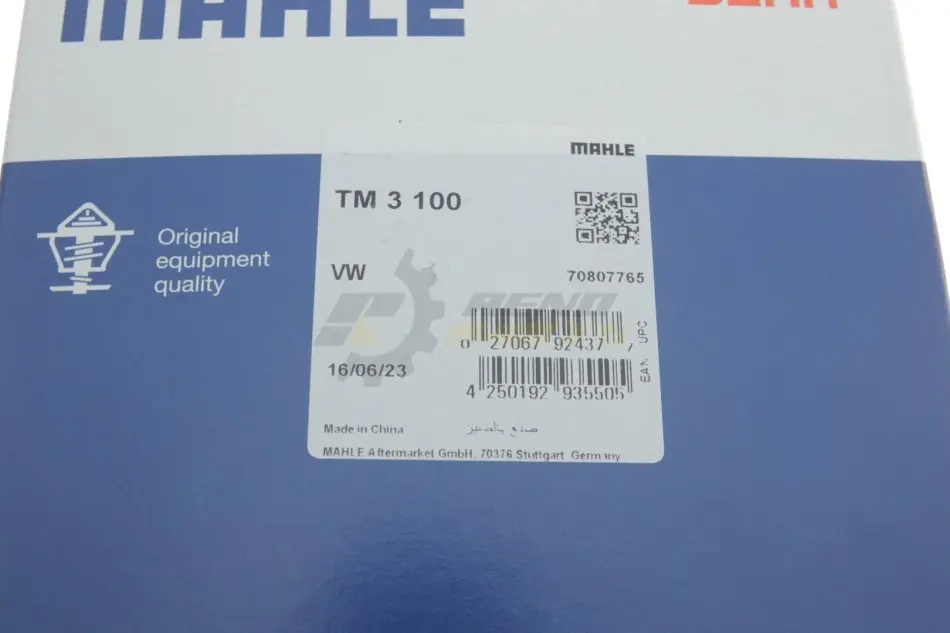 MAHLE
BEHR
MAHLE
TM 3 100
Original
equipment
quality
VW
70807765
0 27067 92437 7
UPC
16/06/23
4 250192 935505
EAN
Made in China
صنع بالصين
MAHLE Aftermarket GmbH, 70376 Stuttgart, Germany